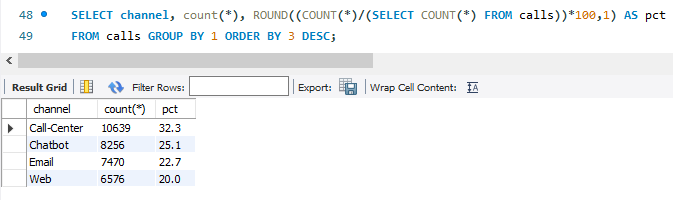 48 SELECT channel, count(*), ROUND((COUNT(*)/(SELECT COUNT(*) FROM calls))*100,1) AS pct
49 FROM calls GROUP BY 1 ORDER BY 3 DESC;
Result Grid Filter Rows: Export: Wrap Cell Content: IA
channel count(*) pct
Call-Center 10639 32.3
Chatbot 8256 25.1
Email 7470 22.7
Web 6576 20.0